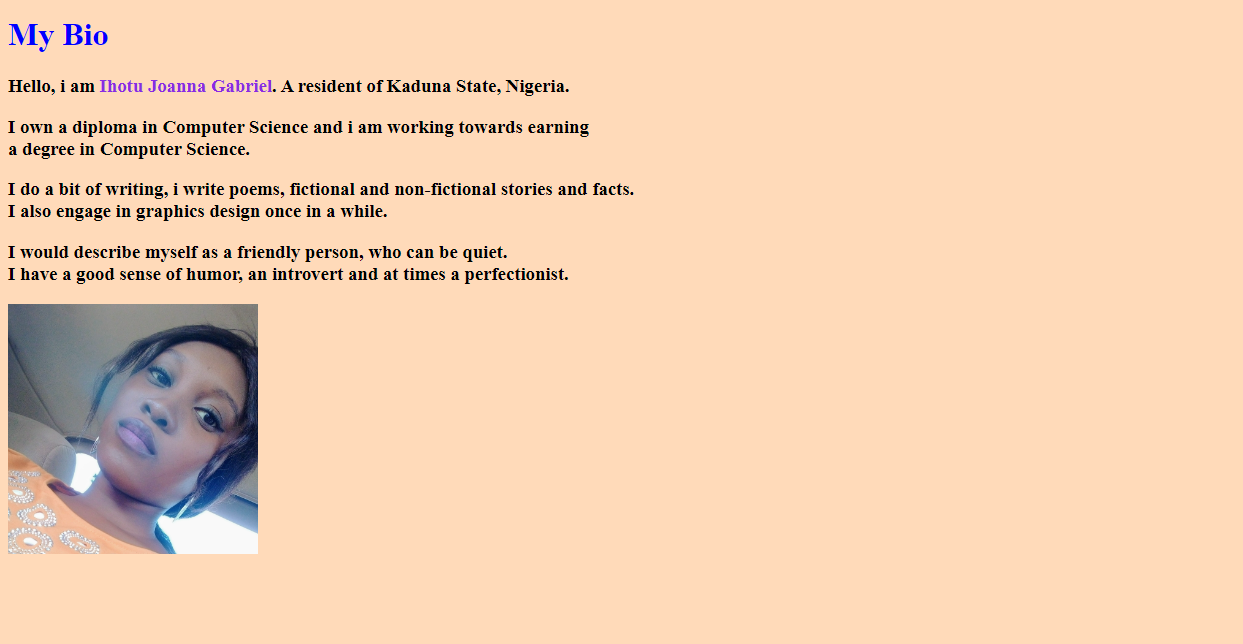 My Bio
Hello, i am Ihotu Joanna Gabriel. A resident of Kaduna State, Nigeria.
I own a diploma in Computer Science and i am working towards earning
a degree in Computer Science.
I do a bit of writing, i write poems, fictional and non-fictional stories and facts.
I also engage in graphics design once in a while.
I would describe myself as a friendly person, who can be quiet.
I have a good sense of humor, an introvert and at times a perfectionist.